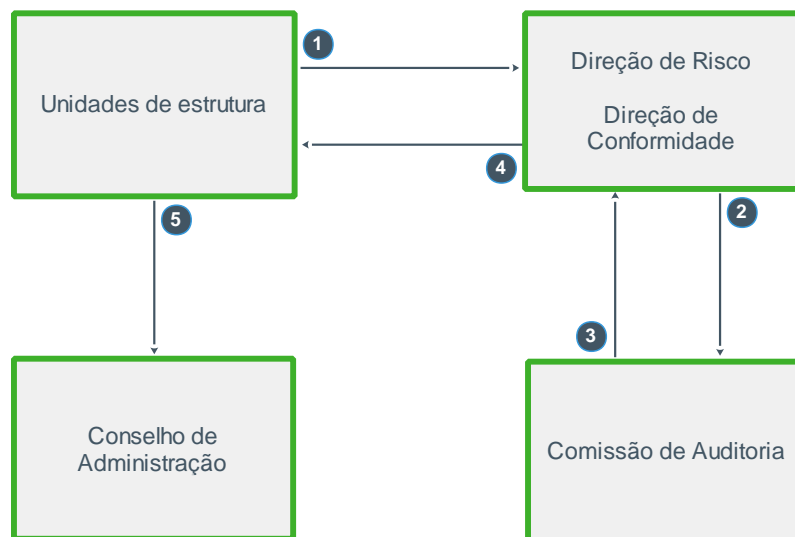 1
Unidades de estrutura
Direção de Risco
Direção de
Conformidade
4
5
2
3
Conselho de
Administração
Comissão de Auditoria